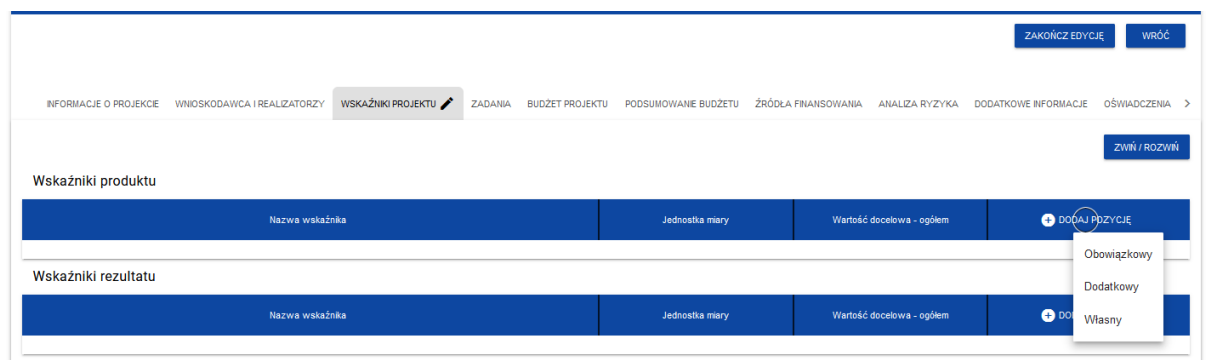 ZAKOŃCZ EDYCJĘ WRÓĆ
INFORMACJE O PROJEKCIE WNIOSKODAWCA I REALIZATORZY WSKAŹNIKI PROJEKTU ZADANIA BUDŻET PROJEKTU PODSUMOWANIE BUDŻETU ŹRÓDŁA FINANSOWANIA ANALIZA RYZYKA DODATKOWE INFORMACJE OŚWIADCZENIA
ZWIŃ / ROZWIŃ
Wskaźniki produktu
Nazwa wskaźnika Jednostka miary Wartość docelowa - ogółem DODAJ POZYCJĘ
Obowiązkowy
Dodatkowy
Własny
Wskaźniki rezultatu
Nazwa wskaźnika Jednostka miary Wartość docelowa - ogółem